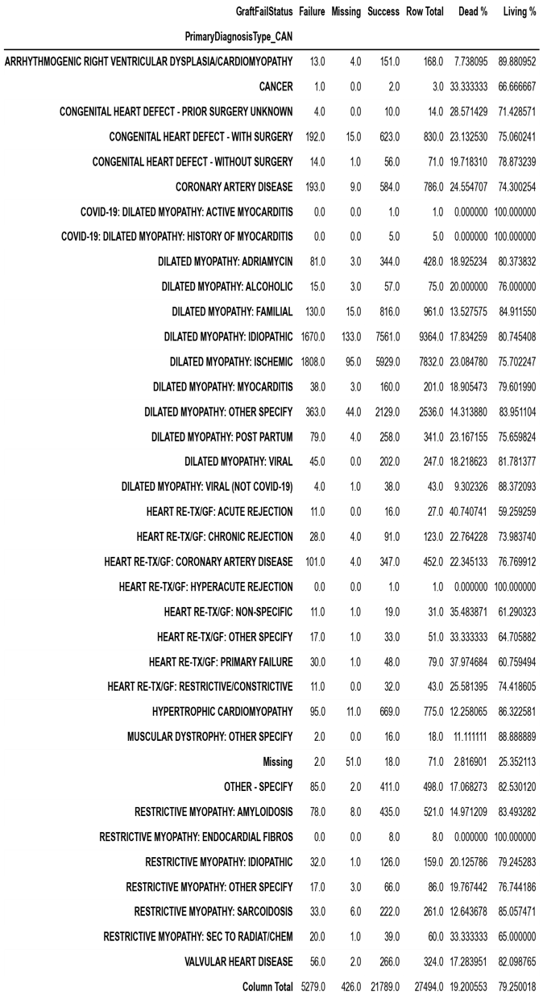 GraftFailStatus Failure Missing Success Row Total Dead % Living %
PrimaryDiagnosisType_CAN
ARRHYTHMOGENIC RIGHT VENTRICULAR DYSPLASIA/CARDIOMYOPATHY 13.0 4.0 151.0 168.0 7.738095 89.880952
CANCER 1.0 0.0 2.0 3.0 33.333333 66.666667
CONGENITAL HEART DEFECT - PRIOR SURGERY UNKNOWN 4.0 0.0 10.0 14.0 28.571429 71.428571
CONGENITAL HEART DEFECT - WITH SURGERY 192.0 15.0 623.0 830.0 23.132530 75.060241
CONGENITAL HEART DEFECT - WITHOUT SURGERY 14.0 1.0 56.0 71.0 19.718310 78.873239
CORONARY ARTERY DISEASE 193.0 9.0 584.0 786.0 24.554707 74.300254
COVID-19: DILATED MYOPATHY: ACTIVE MYOCARDITIS 0.0 0.0 1.0 1.0 0.000000 100.000000
COVID-19: DILATED MYOPATHY: HISTORY OF MYOCARDITIS 0.0 0.0 5.0 5.0 0.000000 100.000000
DILATED MYOPATHY: ADRIAMYCIN 81.0 3.0 344.0 428.0 18.925234 80.373832
DILATED MYOPATHY: ALCOHOLIC 15.0 3.0 57.0 75.0 20.000000 76.000000
DILATED MYOPATHY: FAMILIAL 130.0 15.0 816.0 961.0 13.527575 84.911550
DILATED MYOPATHY: IDIOPATHIC 1670.0 133.0 7561.0 9364.0 17.834259 80.745408
DILATED MYOPATHY: ISCHEMIC 1808.0 95.0 5929.0 7832.0 23.084780 75.702247
DILATED MYOPATHY: MYOCARDITIS 38.0 3.0 160.0 201.0 18.905473 79.601990
DILATED MYOPATHY: OTHER SPECIFY 363.0 44.0 2129.0 2536.0 14.313880 83.951104
DILATED MYOPATHY: POST PARTUM 79.0 4.0 258.0 341.0 23.167155 75.659824
DILATED MYOPATHY: VIRAL 45.0 0.0 202.0 247.0 18.218623 81.781377
DILATED MYOPATHY: VIRAL (NOT COVID-19) 4.0 1.0 38.0 43.0 9.302326 88.372093
HEART RE-TX/GF: ACUTE REJECTION 11.0 0.0 16.0 27.0 40.740741 59.259259
HEART RE-TX/GF: CHRONIC REJECTION 28.0 4.0 91.0 123.0 22.764228 73.983740
HEART RE-TX/GF: CORONARY ARTERY DISEASE 101.0 4.0 347.0 452.0 22.345133 76.769912
HEART RE-TX/GF: HYPERACUTE REJECTION 0.0 0.0 1.0 1.0 0.000000 100.000000
HEART RE-TX/GF: NON-SPECIFIC 11.0 1.0 19.0 31.0 35.483871 61.290323
HEART RE-TX/GF: OTHER SPECIFY 17.0 1.0 33.0 51.0 33.333333 64.705882
HEART RE-TX/GF: PRIMARY FAILURE 30.0 1.0 48.0 79.0 37.974684 60.759494
HEART RE-TX/GF: RESTRICTIVE/CONSTRICTIVE 11.0 0.0 32.0 43.0 25.581395 74.418605
HYPERTROPHIC CARDIOMYOPATHY 95.0 11.0 669.0 775.0 12.258065 86.322581
MUSCULAR DYSTROPHY: OTHER SPECIFY 2.0 0.0 16.0 18.0 11.111111 88.888889
Missing 2.0 51.0 18.0 71.0 2.816901 25.352113
OTHER - SPECIFY 85.0 2.0 411.0 498.0 17.068273 82.530120
RESTRICTIVE MYOPATHY: AMYLOIDOSIS 78.0 8.0 435.0 521.0 14.971209 83.493282
RESTRICTIVE MYOPATHY: ENDOCARDIAL FIBROS 0.0 0.0 8.0 8.0 0.000000 100.000000
RESTRICTIVE MYOPATHY: IDIOPATHIC 32.0 1.0 126.0 159.0 20.125786 79.245283
RESTRICTIVE MYOPATHY: OTHER SPECIFY 17.0 3.0 66.0 86.0 19.767442 76.744186
RESTRICTIVE MYOPATHY: SARCOIDOSIS 33.0 6.0 222.0 261.0 12.643678 85.057471
RESTRICTIVE MYOPATHY: SEC TO RADIAT/CHEM 20.0 1.0 39.0 60.0 33.333333 65.000000
VALVULAR HEART DISEASE 56.0 2.0 266.0 324.0 17.283951 82.098765
Column Total 5279.0 426.0 21789.0 27494.0 19.200553 79.250018